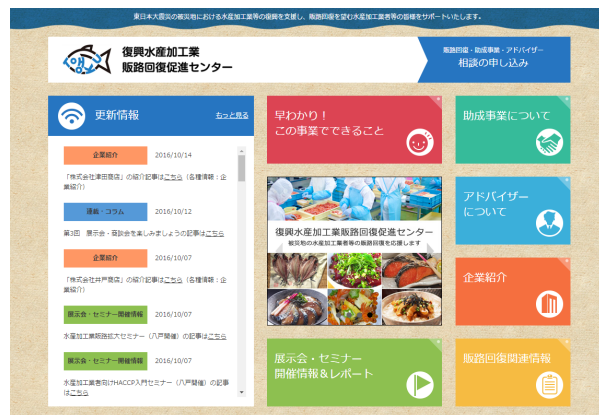 東日本大震災の被災地における水産加工業等の復興を支援し、販路回復を望む水産加工業者等の皆様をサポートいたします。
復興水産加工業
販路回復促進センター
販路回復・助成事業・アドバイザー
相談の申し込み
更新情報
もっと見る
企業紹介 2016/10/14
「株式会社津田商店」の紹介記事はこちら（各種情報：企
業紹介）
連載・コラム 2016/10/12
第3回 展示会・商談会を楽しみましょうの記事はこちら
企業紹介 2016/10/07
「株式会社井戸商店」の紹介記事はこちら（各種情報：企
業紹介）
展示会・セミナー開催情報 2016/10/07
水産加工業販路拡大セミナー（八戸開催）の記事はこちら
展示会・セミナー開催情報 2016/10/07
水産加工業者向けHACCP入門セミナー（八戸開催）の記事
はこちら
早わかり！
この事業でできること
復興水産加工業販路回復促進センター
被災地の水産加工業者等の販路回復を応援します
展示会・セミナー
開催情報＆レポート
助成事業について
アドバイザー
について
企業紹介
販路回復関連情報